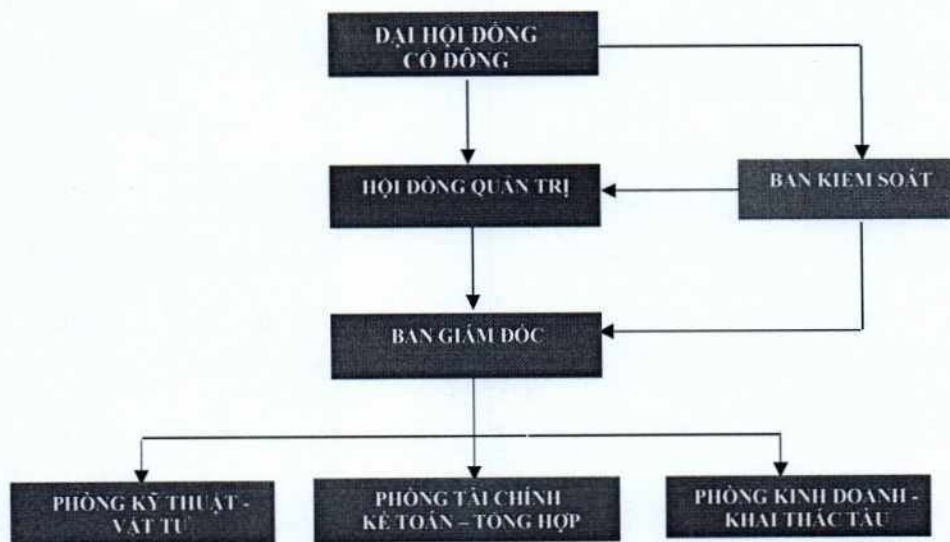 ĐẠI HỘI ĐỒNG
CỔ ĐÔNG
HỘI ĐỒNG QUẢN TRỊ
BAN KIỂM SOÁT
BAN GIÁM ĐỐC
PHÒNG KỸ THUẬT -
VẬT TƯ
PHÒNG TÀI CHÍNH
KẾ TOÁN – TỔNG HỢP
PHÒNG KINH DOANH -
KHAI THÁC TÀU